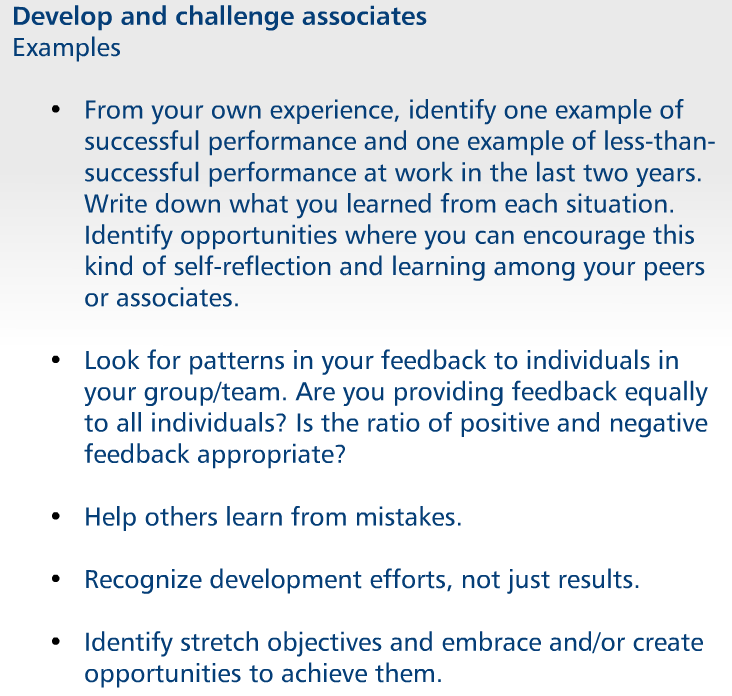 Develop and challenge associates
Examples
• From your own experience, identify one example of
successful performance and one example of less-than-
successful performance at work in the last two years.
Write down what you learned from each situation.
Identify opportunities where you can encourage this
kind of self-reflection and learning among your peers
or associates.
• Look for patterns in your feedback to individuals in
your group/team. Are you providing feedback equally
to all individuals? Is the ratio of positive and negative
feedback appropriate?
• Help others learn from mistakes.
• Recognize development efforts, not just results.
• Identify stretch objectives and embrace and/or create
opportunities to achieve them.